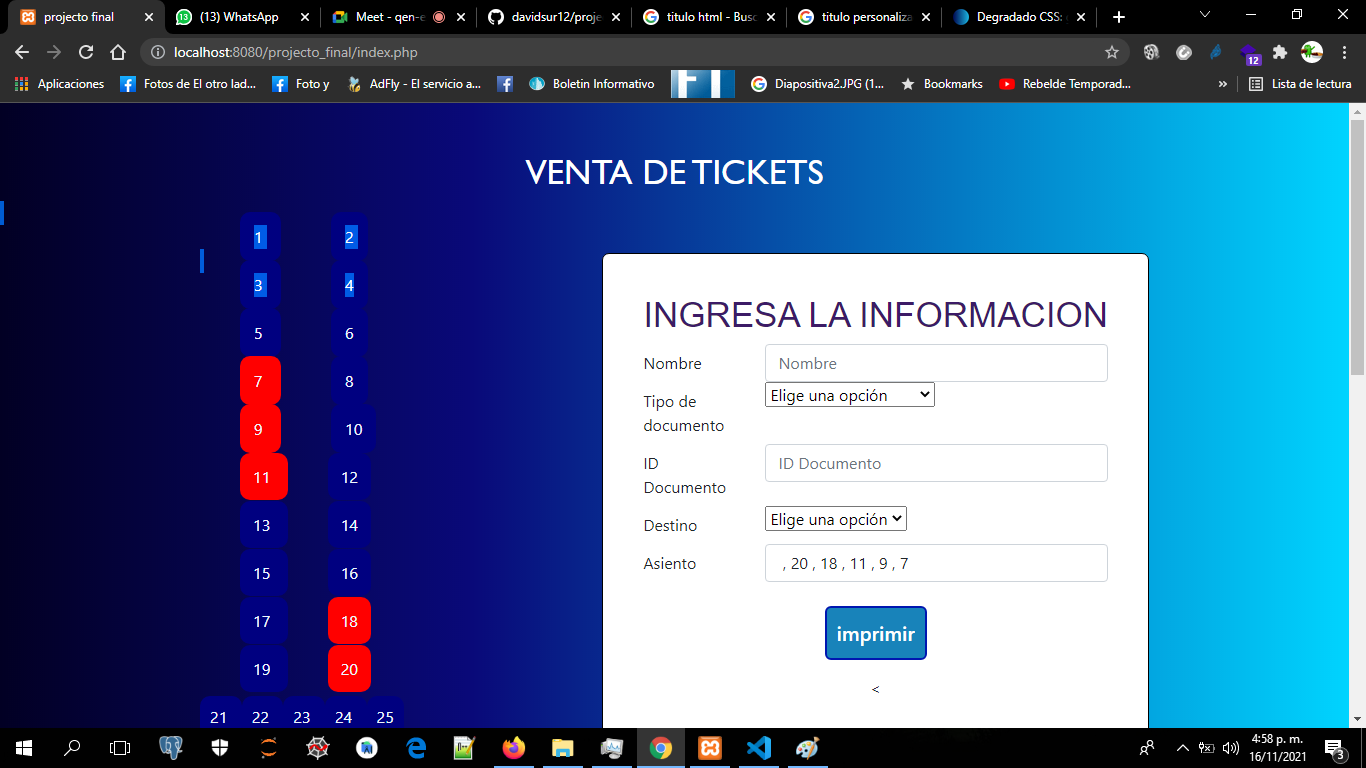 projecto final
(13) WhatsApp
Meet - qen-e
davidsur12/proje
titulo html - Busc
titulo personaliza
Degradado CSS:
localhost:8080/projecto_final/index.php
12
Aplicaciones
Fotos de El otro lad...
Foto y
AdFly - El servicio a...
Boletin Informativo
Diapositiva2.JPG (1...
Bookmarks
Rebelde Temporad...
»
Lista de lectura
VENTA DE TICKETS
1 2
3 4
5 6
7 8
9 10
11 12
13 14
15 16
17 18
19 20
21 22 23 24 25
INGRESA LA INFORMACION
Nombre Nombre
Tipo de documento Elige una opción
ID Documento ID Documento
Destino Elige una opción
Asiento , 20 , 18 , 11 , 9 , 7
imprimir
<
4:58 p. m.
16/11/2021
3